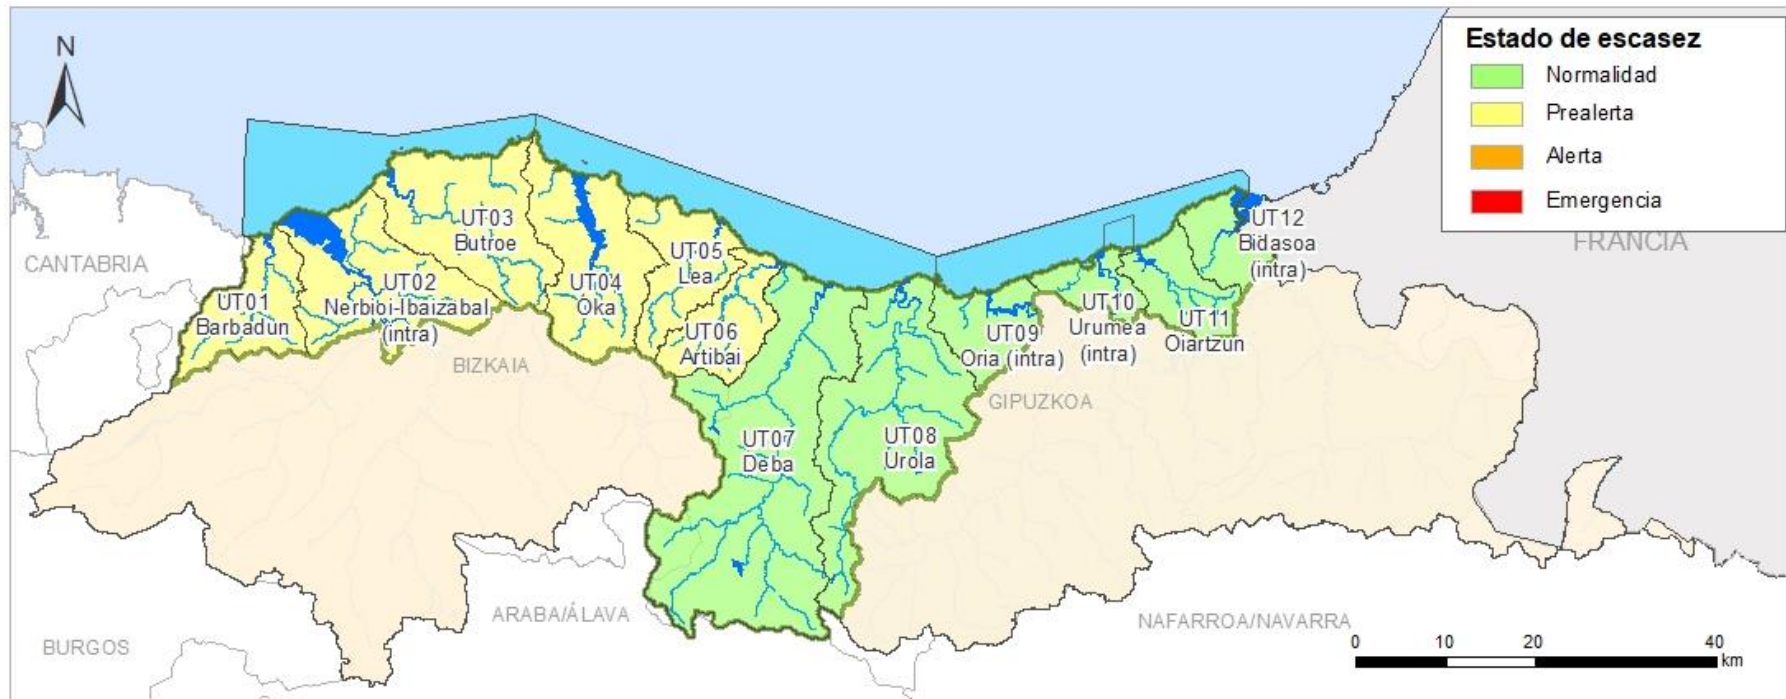 N
Estado de escasez
Normalidad
Prealerta
Alerta
Emergencia
CANTABRIA
UT01
Barbadun
UT02
Nerbioi-Ibaizabal
(intra)
UT03
Butroe
UT04
Oka
UT05
Lea
UT06
Artibai
UT07
Deba
UT08
Urola
UT09
Oria (intra)
UT10
Urumea
(intra)
UT11
Oiartzun
UT12
Bidasoa
(intra)
FRANCIA
BIZKAIA
GIPUZKOA
ARABA/ÁLAVA
NAFARROA/NAVARRA
BURGOS
0 10 20 40
km